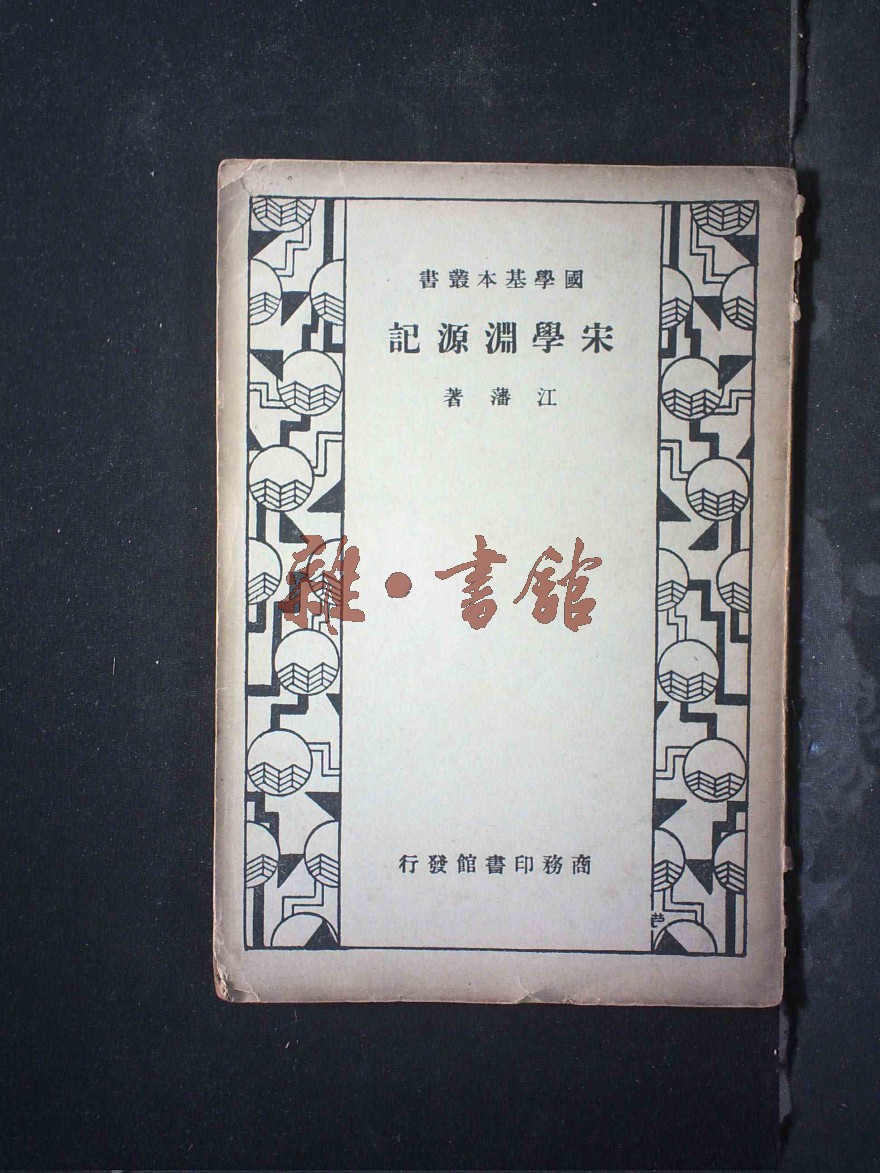 國學基本叢書
宋學淵源記
江藩著
雜·書館
商務印書館發行